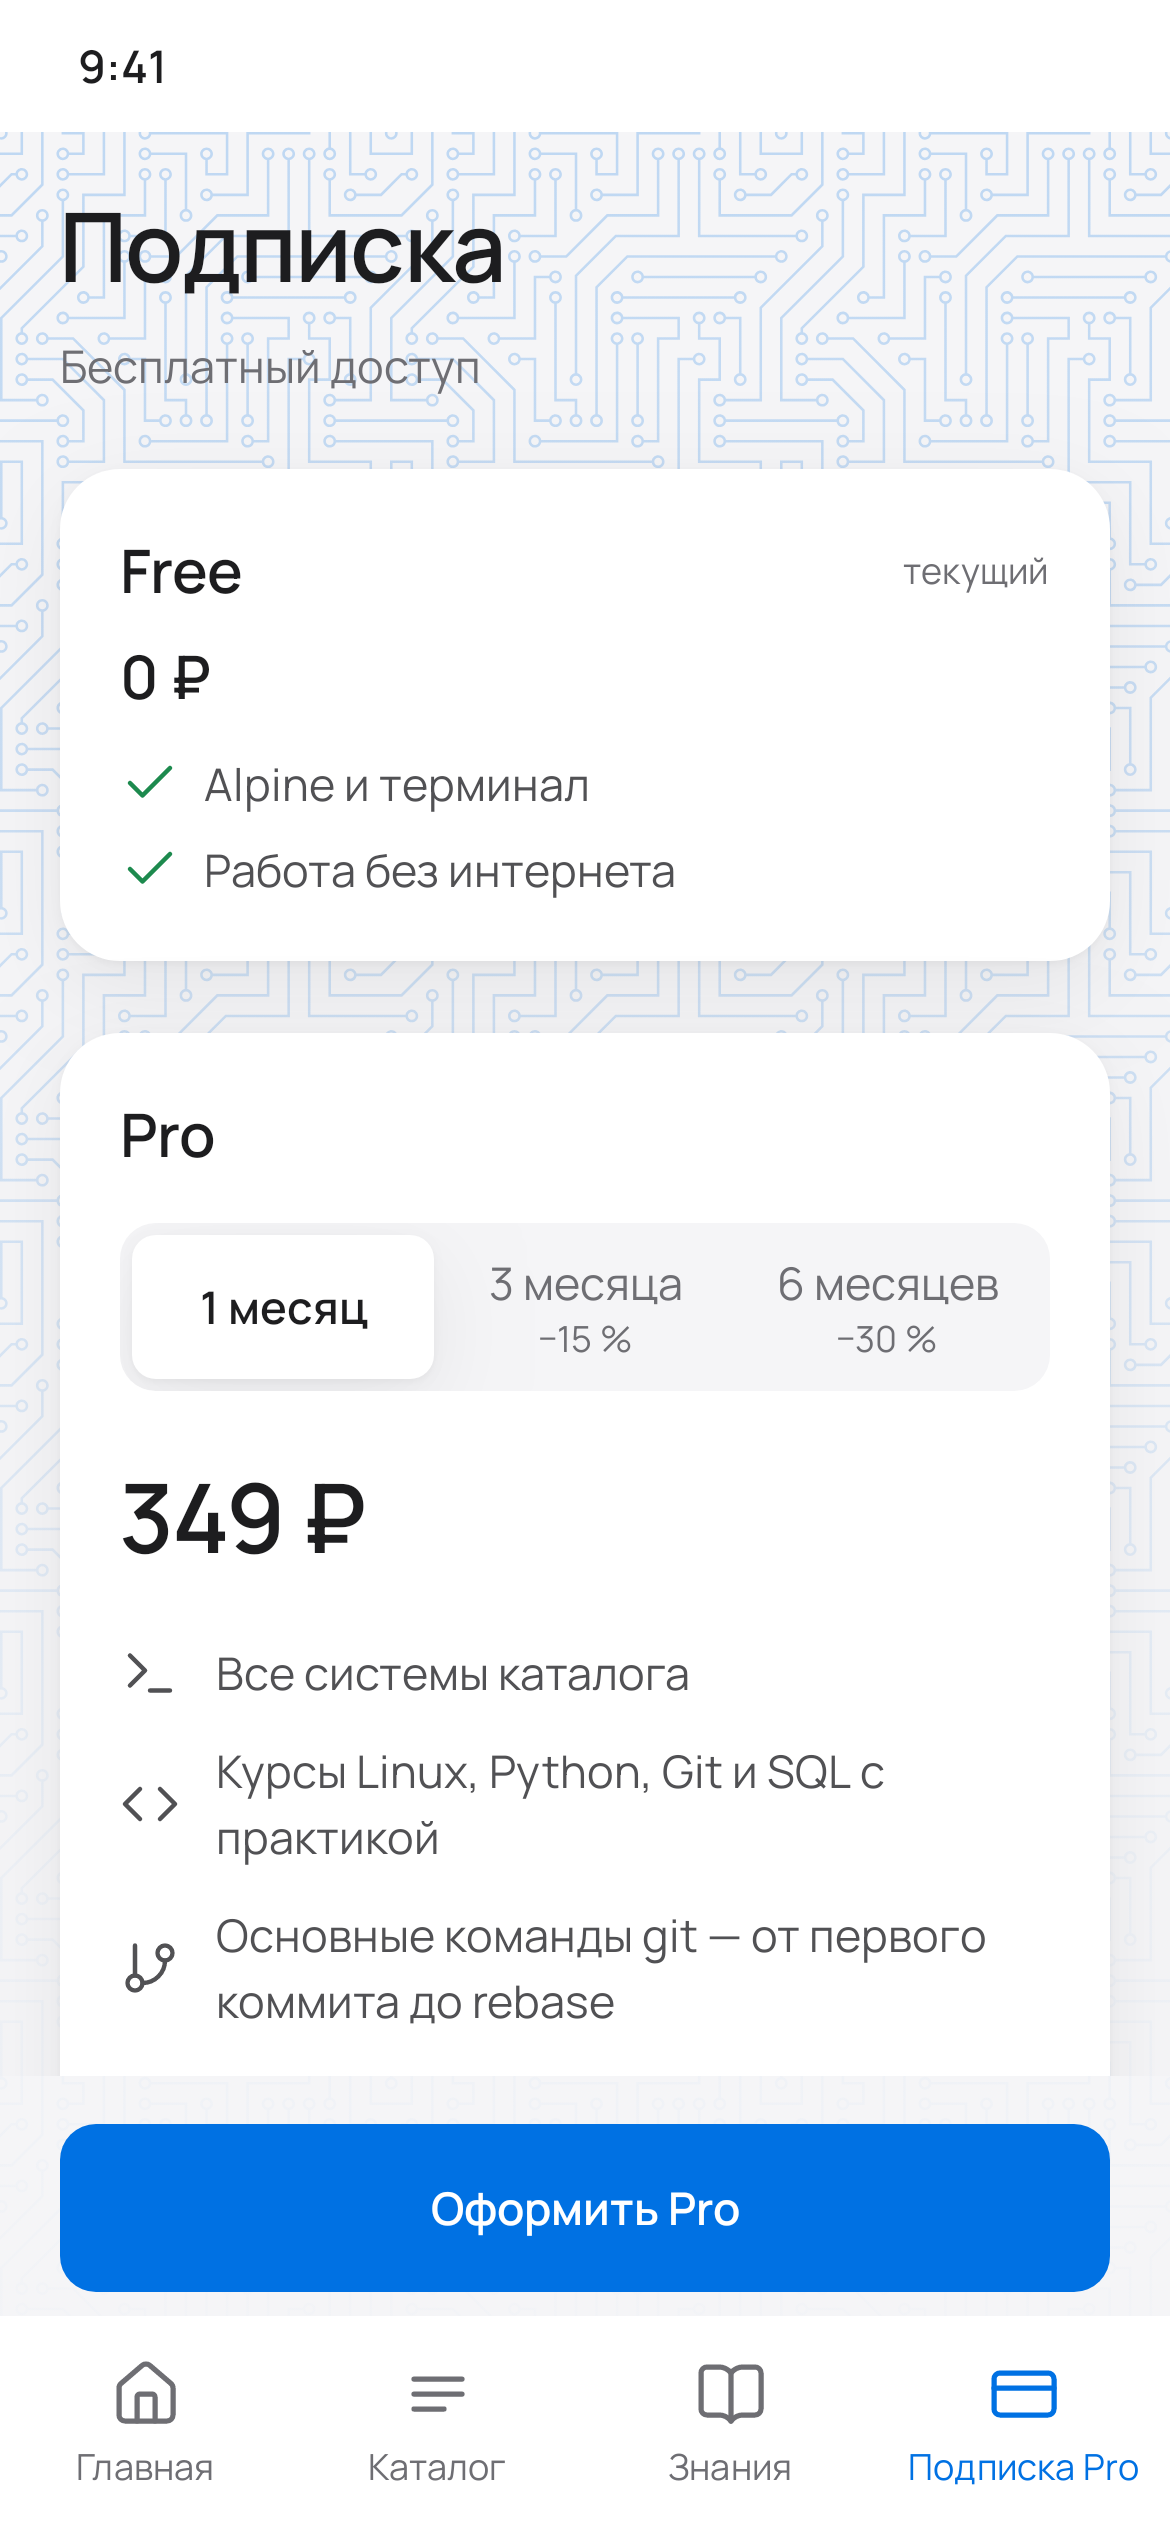 9:41
Подписка
Бесплатный доступ
Free
текущий
0 ₽
Alpine и терминал
Работа без интернета
Pro
1 месяц
3 месяца
−15 %
6 месяцев
−30 %
349 ₽
Все системы каталога
Курсы Linux, Python, Git и SQL с
практикой
Основные команды git — от первого
коммита до rebase
Оформить Pro
Главная
Каталог
Знания
Подписка Pro